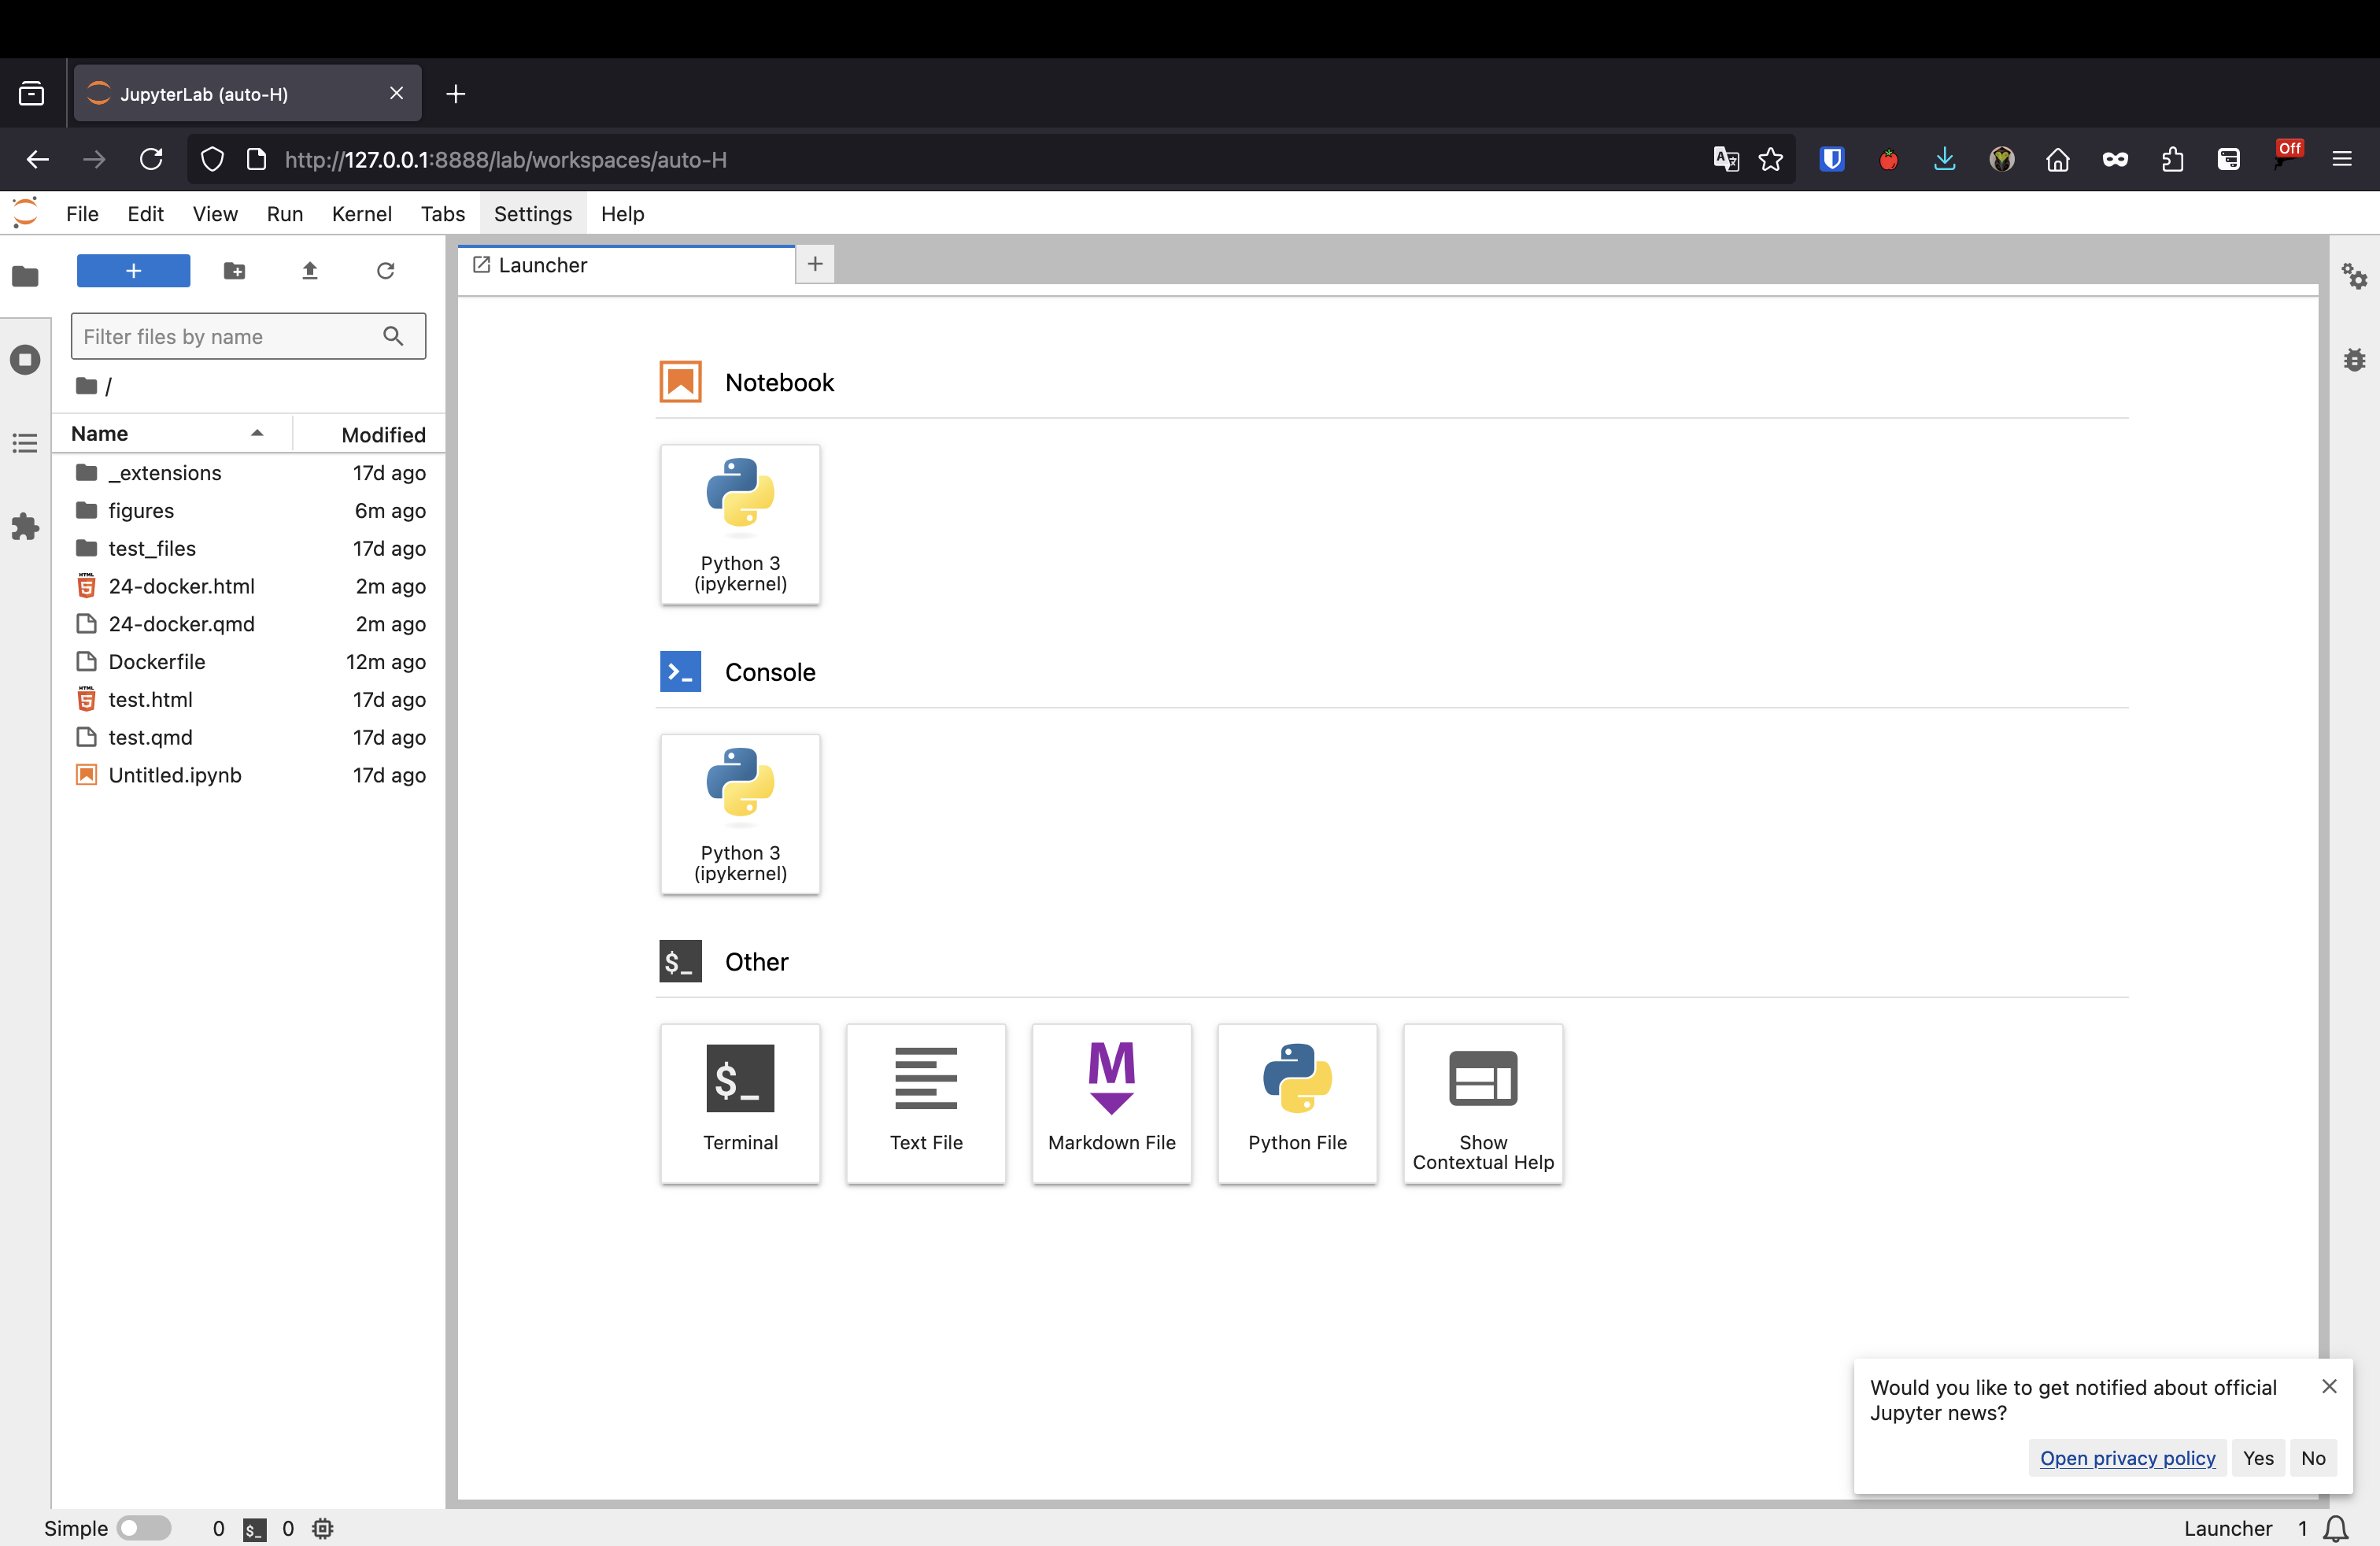 JupyterLab (auto-H)
http://127.0.0.1:8888/lab/workspaces/auto-H
Off
File Edit View Run Kernel Tabs Settings Help
Launcher
Filter files by name
/
Name Modified
_extensions 17d ago
figures 6m ago
test_files 17d ago
24-docker.html 2m ago
24-docker.qmd 2m ago
Dockerfile 12m ago
test.html 17d ago
test.qmd 17d ago
Untitled.ipynb 17d ago
Notebook
Python 3
(ipykernel)
Console
Python 3
(ipykernel)
$_ Other
$_
Terminal
Text File
M
Markdown File
Python File
Show
Contextual Help
Would you like to get notified about official
Jupyter news?
Open privacy policy Yes No
Simple 0 $_ 0 Launcher 1